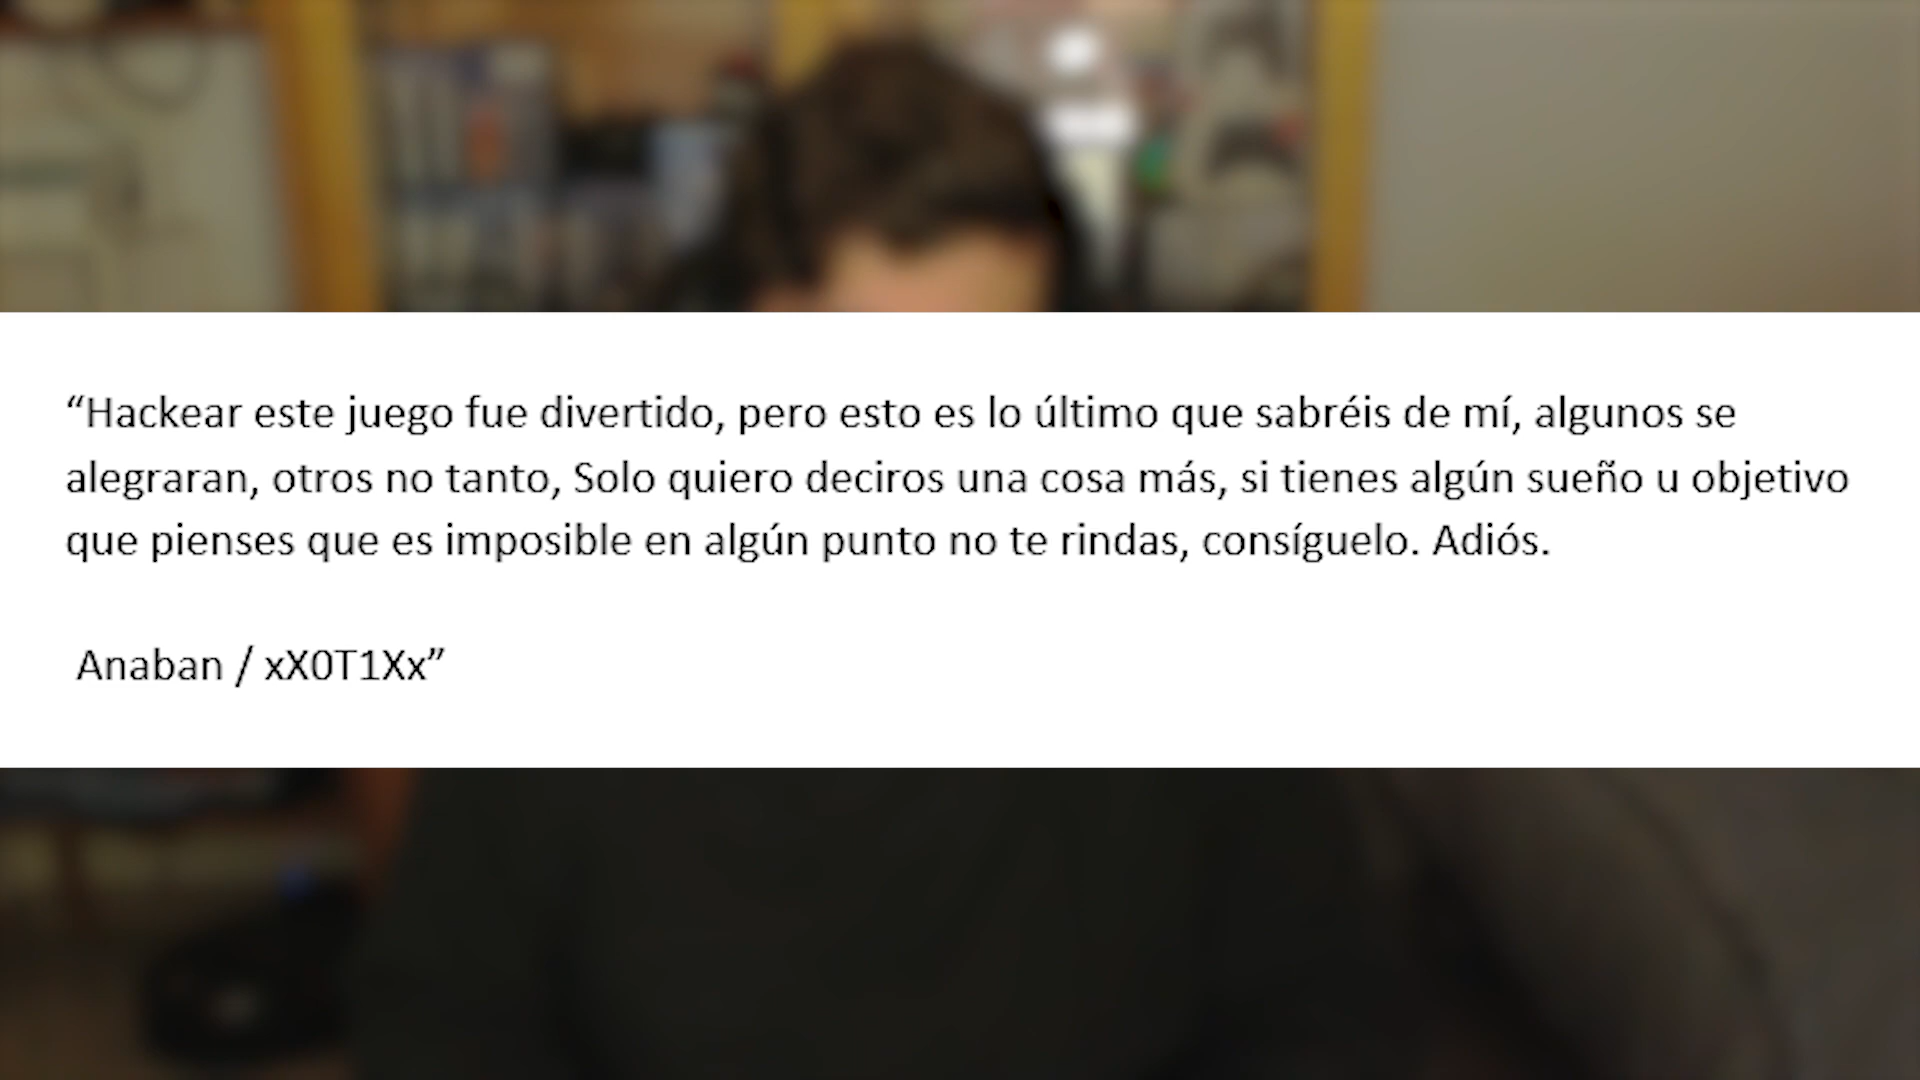 “Hackear este juego fue divertido, pero esto es lo último que sabréis de mí, algunos se
alegraran, otros no tanto, Solo quiero deciros una cosa más, si tienes algún sueño u objetivo
que pienses que es imposible en algún punto no te rindas, consíguelo. Adiós.
Anaban / xX0T1Xx”